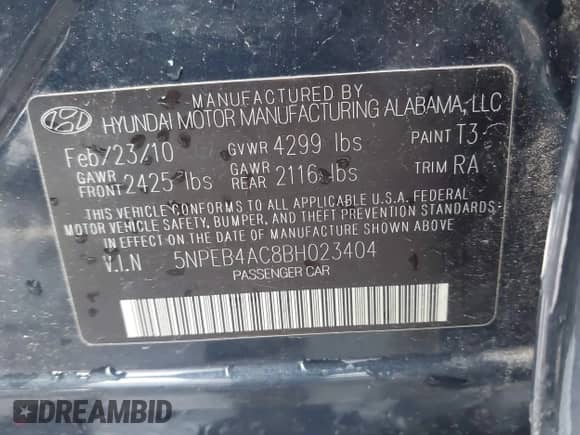 MANUFACTURED BY
HYUNDAI MOTOR MANUFACTURING ALABAMA, LLC
Feb/23/10 GVWR 4299 lbs PAINT T3
GAWR FRONT 2425 lbs GAWR REAR 2116 lbs TRIM RA
THIS VEHICLE CONFORMS TO ALL APPLICABLE U.S.A. FEDERAL
MOTOR VEHICLE SAFETY, BUMPER, AND THEFT PREVENTION STANDARDS
IN EFFECT ON THE DATE OF MANUFACTURE SHOWN ABOVE
V.I.N 5NPEB4AC8BH023404
PASSENGER CAR
DREAMBID